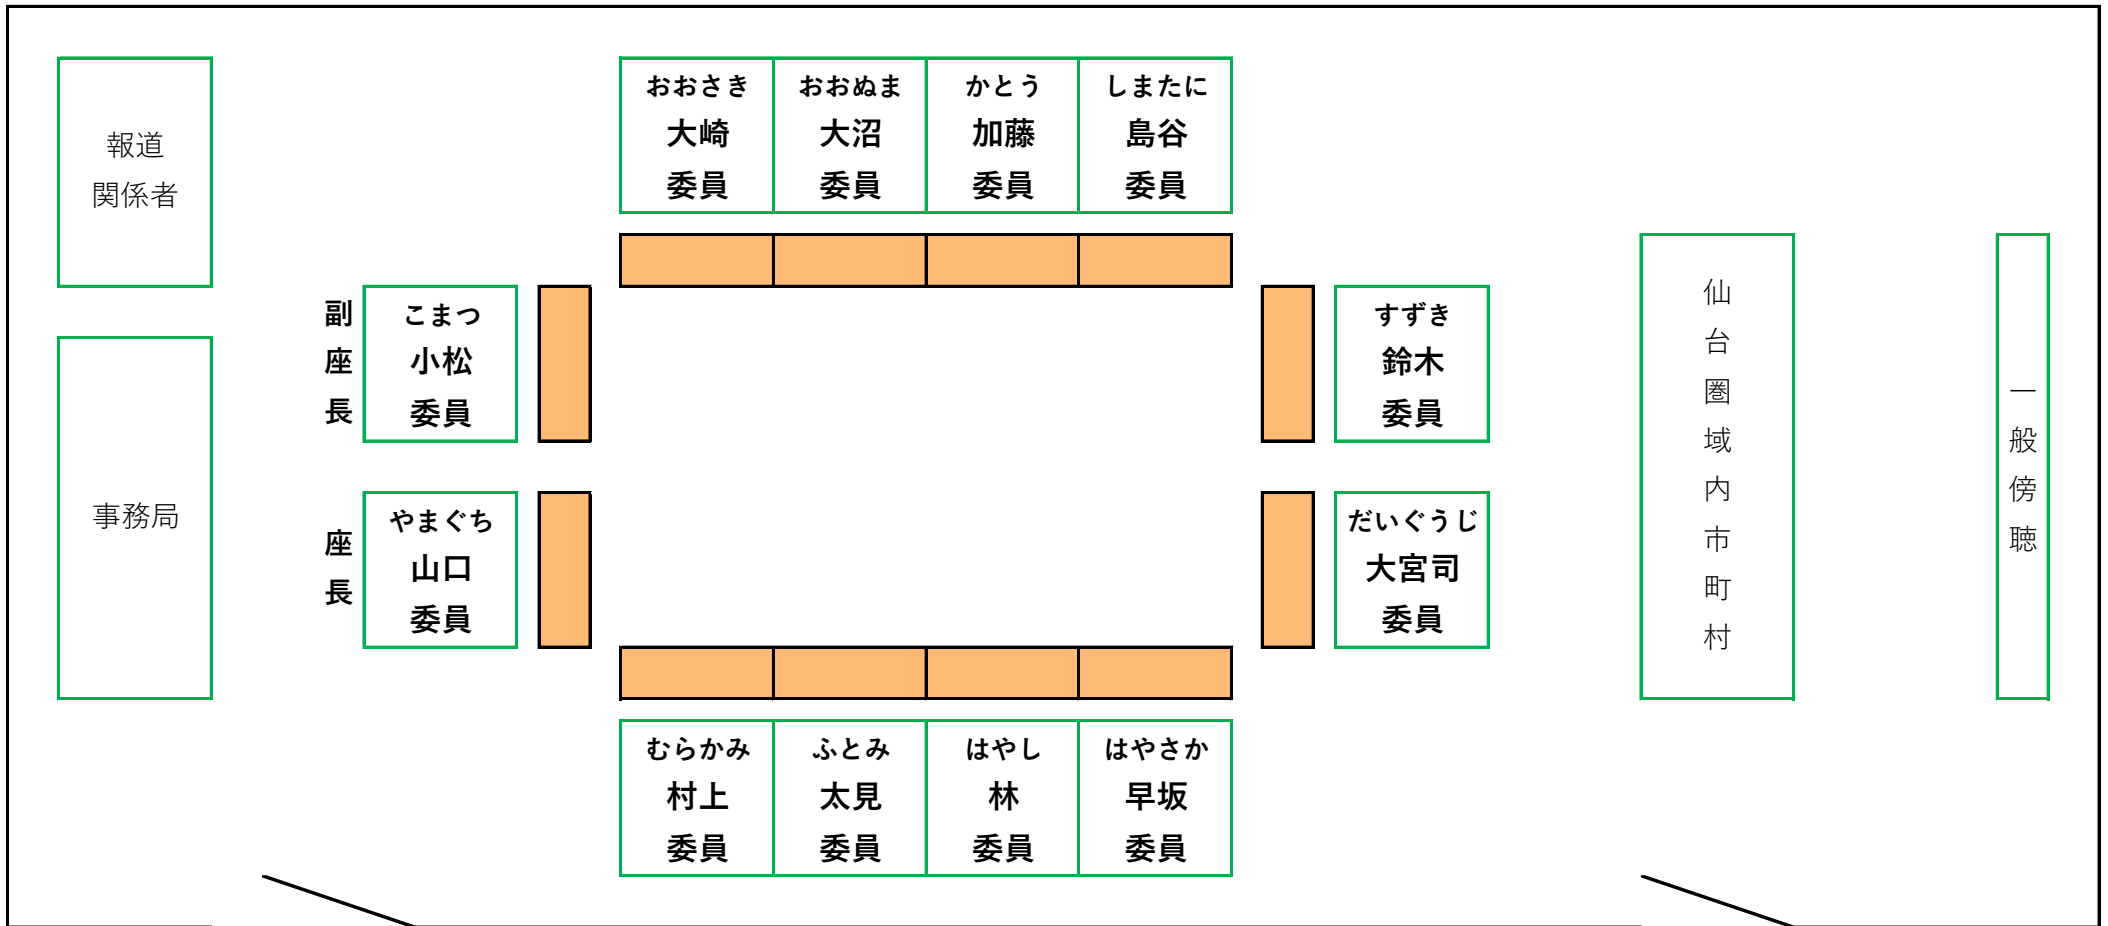 報道
関係者
事務局
おおさき
大崎
委員
おおぬま
大沼
委員
かとう
加藤
委員
しまたに
島谷
委員
副座長
こまつ
小松
委員
座長
やまぐち
山口
委員
すずき
鈴木
委員
だいぐうじ
大宮司
委員
むらかみ
村上
委員
ふとみ
太見
委員
はやし
林
委員
はやさか
早坂
委員
仙台圏域内市町村
一般傍聴